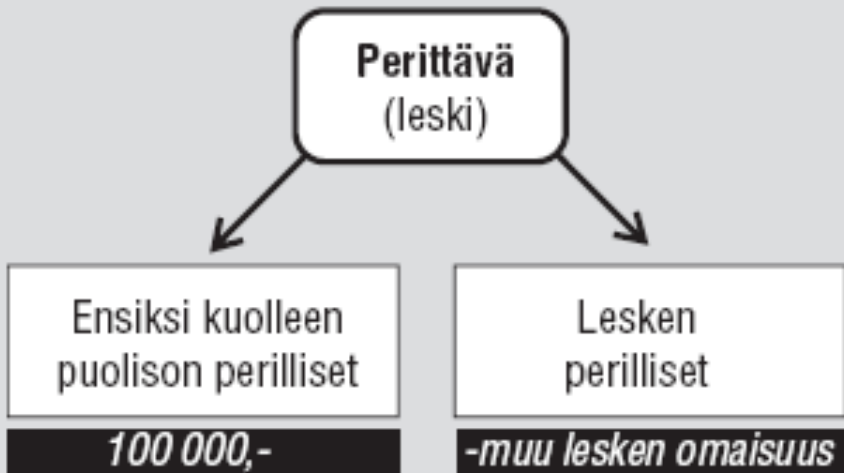 Perittävä
(leski)
Ensiksi kuolleen
puolison perilliset
100 000,-
Lesken
perilliset
-muu lesken omaisuus